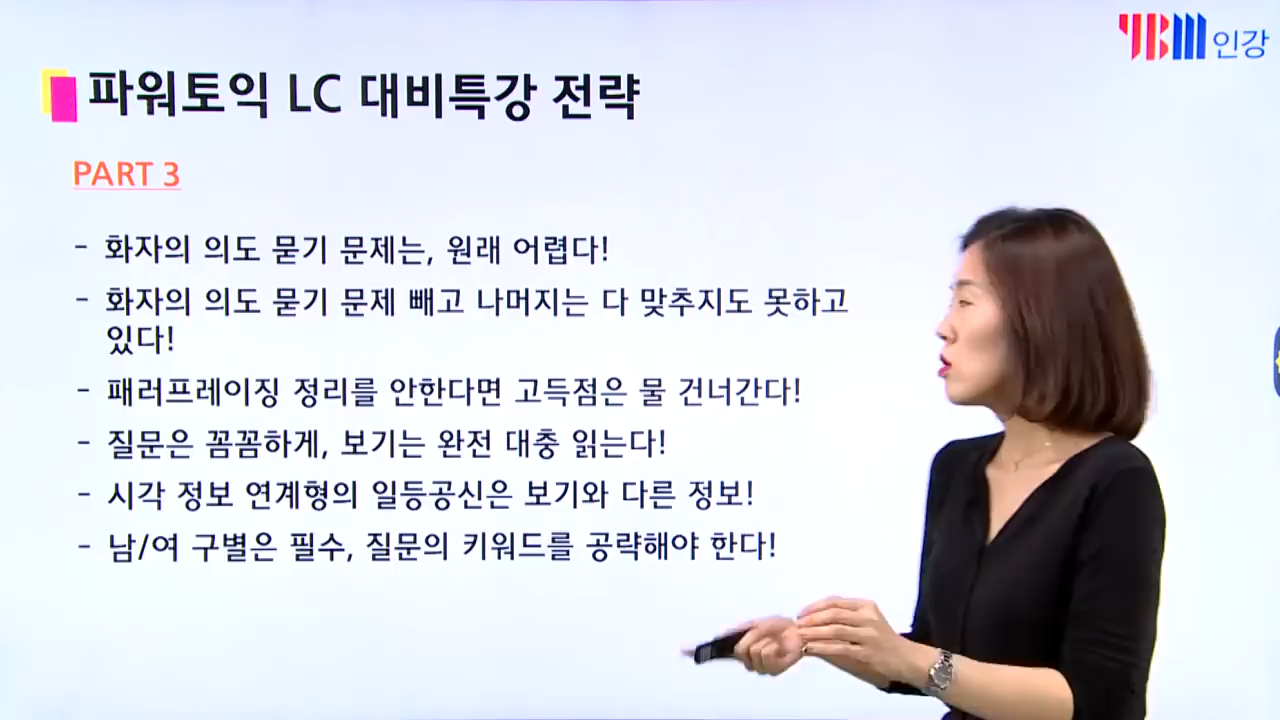 YBM 인강
파워토익 LC 대비특강 전략
PART 3
- 화자의 의도 묻기 문제는, 원래 어렵다!
- 화자의 의도 묻기 문제 빼고 나머지는 다 맞추지도 못하고
있다!
- 패러프레이징 정리를 안한다면 고득점은 물 건너간다!
- 질문은 꼼꼼하게, 보기는 완전 대충 읽는다!
- 시각 정보 연계형의 일등공신은 보기와 다른 정보!
- 남/여 구별은 필수, 질문의 키워드를 공략해야 한다!